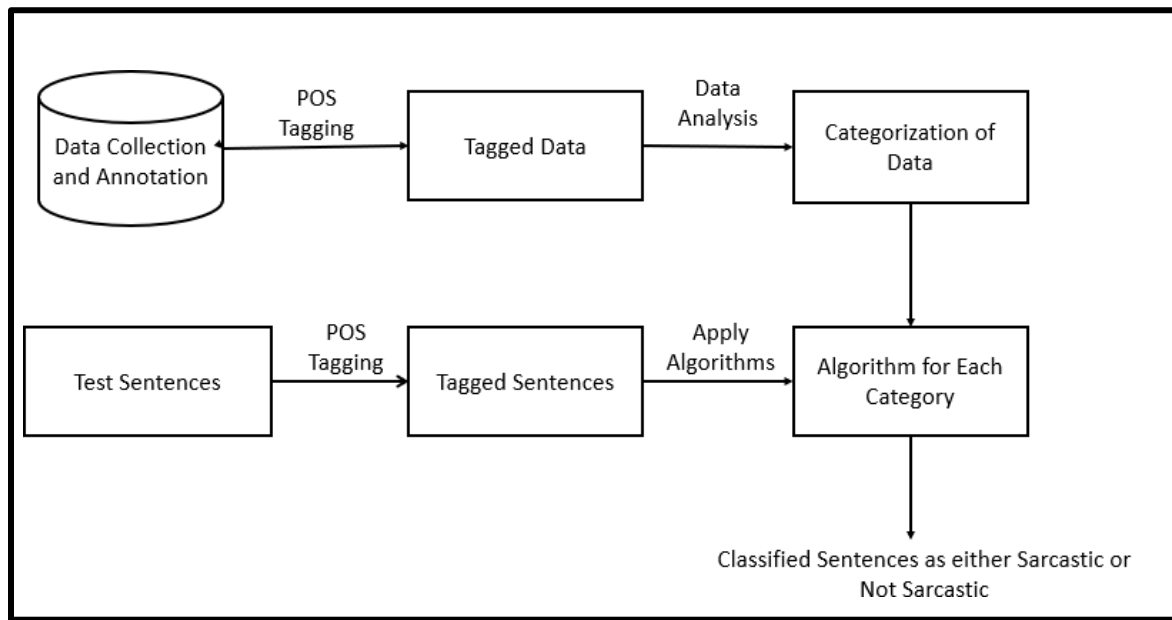 POS
Tagging
Data
Analysis
Data Collection
and Annotation
Tagged Data
Categorization of
Data
POS
Tagging
Apply
Algorithms
Test Sentences
Tagged Sentences
Algorithm for Each
Category
Classified Sentences as either Sarcastic or
Not Sarcastic